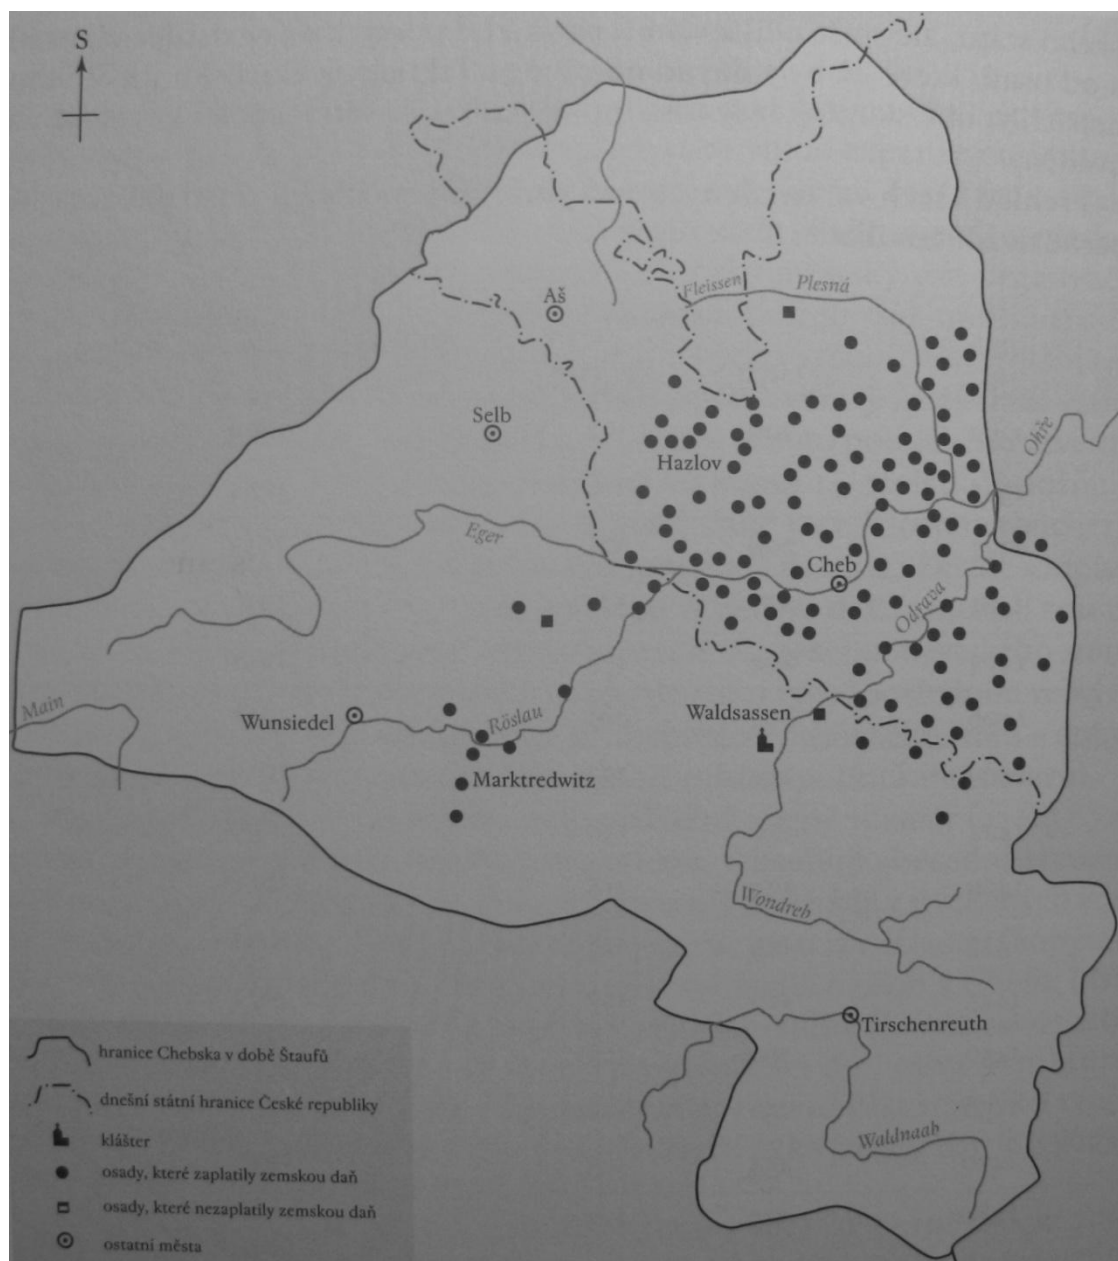 S
Fleissen
Plesná
Aš
Selb
Hazlov
Ohře
Eger
Cheb
Odrava
Main
Wunsiedel
Röslau
Waldsassen
Marktredwitz
Wondreb
Tirschenreuth
Waldnaab
hranice Chebska v době Štaufů
dnešní státní hranice České republiky
klášter
osady, které zaplatily zemskou daň
osady, které nezaplatily zemskou daň
ostatní města